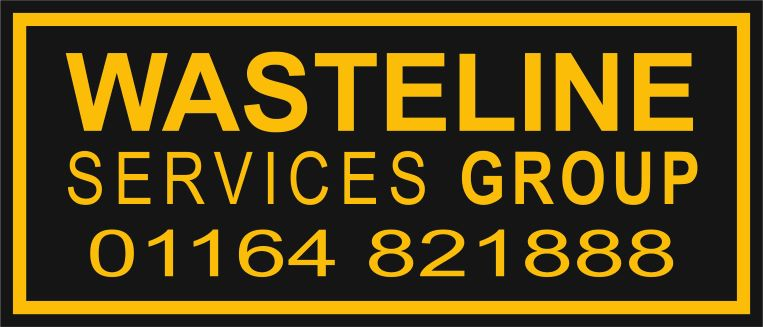 WASTELINE
SERVICES GROUP
01164 821888